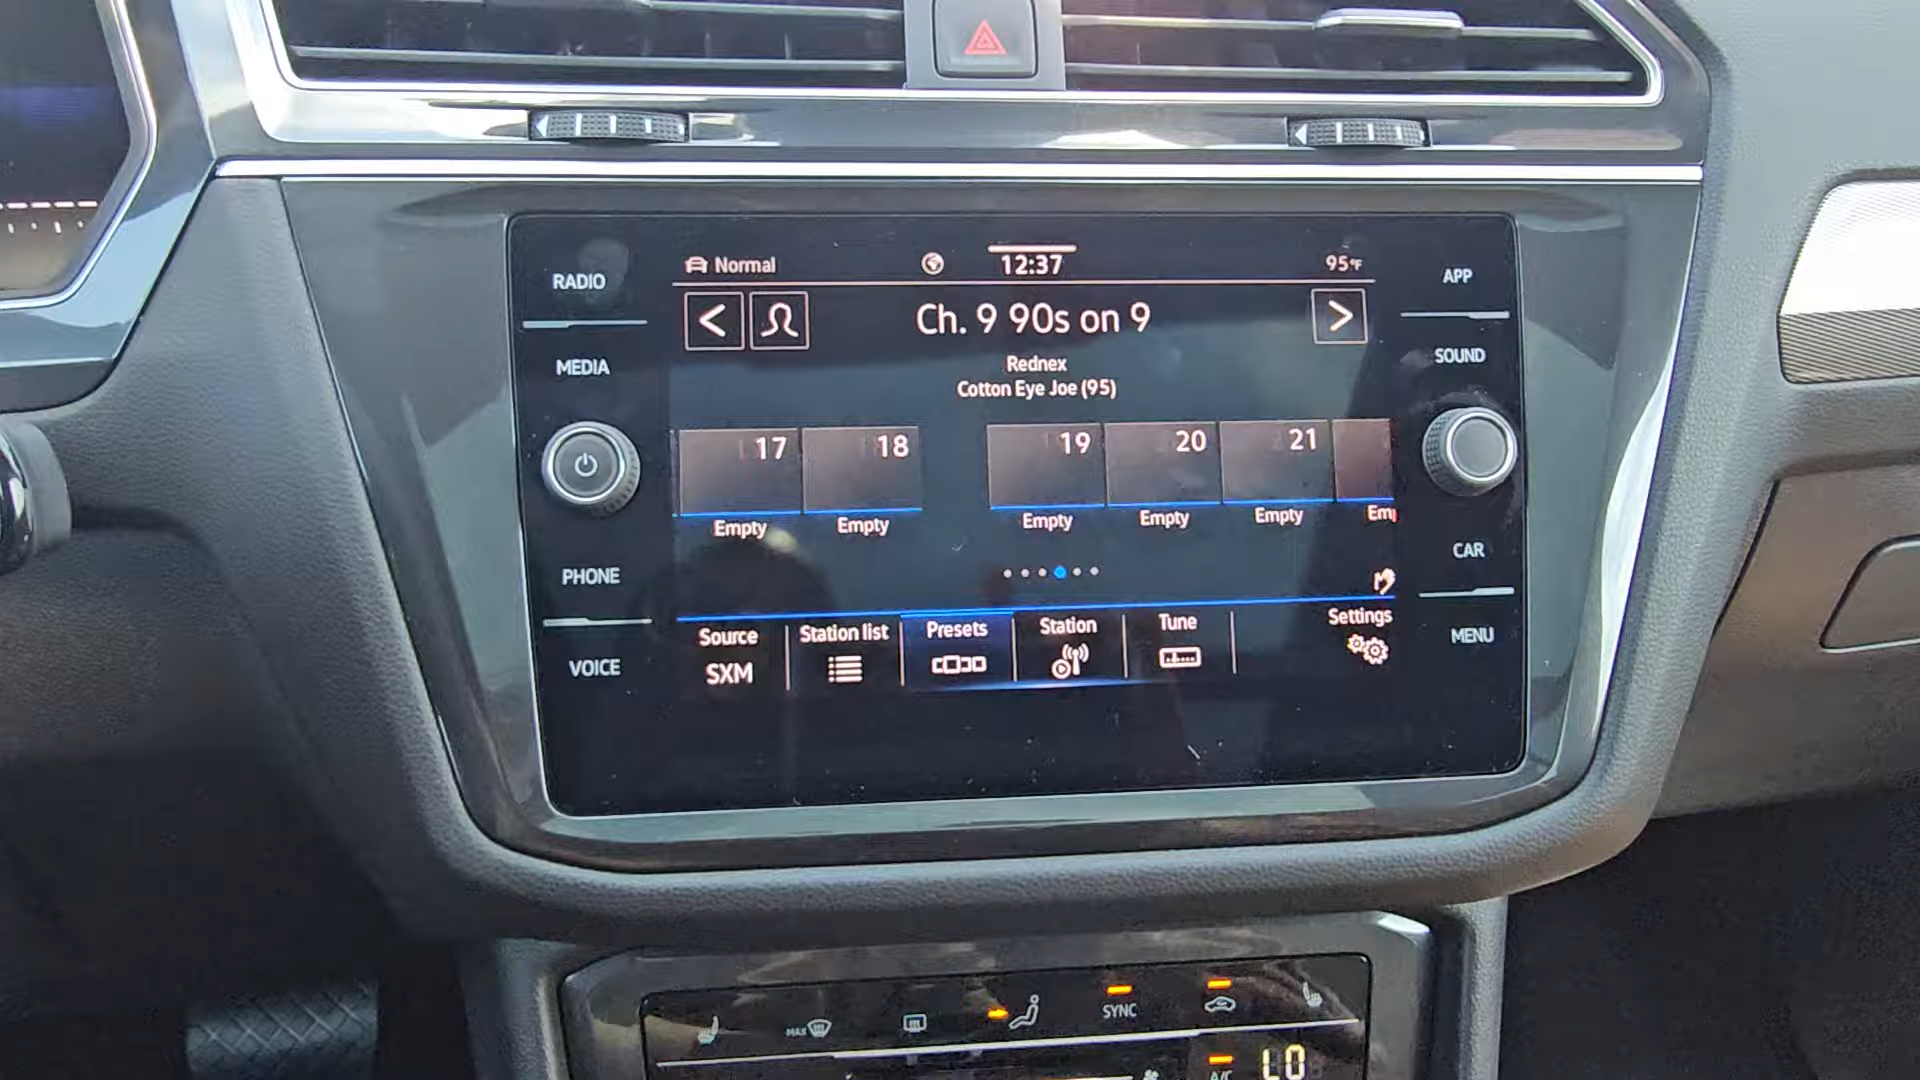 RADIO
MEDIA
PHONE
VOICE
Normal
12:37
95°F
Ch. 9 90s on 9
Rednex
Cotton Eye Joe (95)
17
18
19
20
21
Empty
Empty
Empty
Empty
Empty
Em
Source
SXM
Station list
Presets
Station
Tune
Settings
APP
SOUND
CAR
MENU
MAX
SYNC
A/C
LO